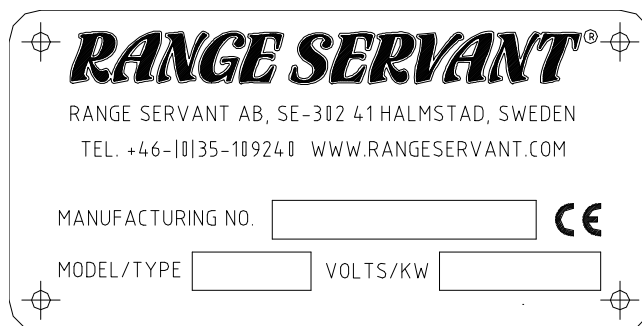 RANGE SERVANT®
RANGE SERVANT AB, SE-302 41 HALMSTAD, SWEDEN
TEL. +46-(0)35-109240 WWW.RANGESERVANT.COM
MANUFACTURING NO. CE
MODEL/TYPE VOLTS/KW